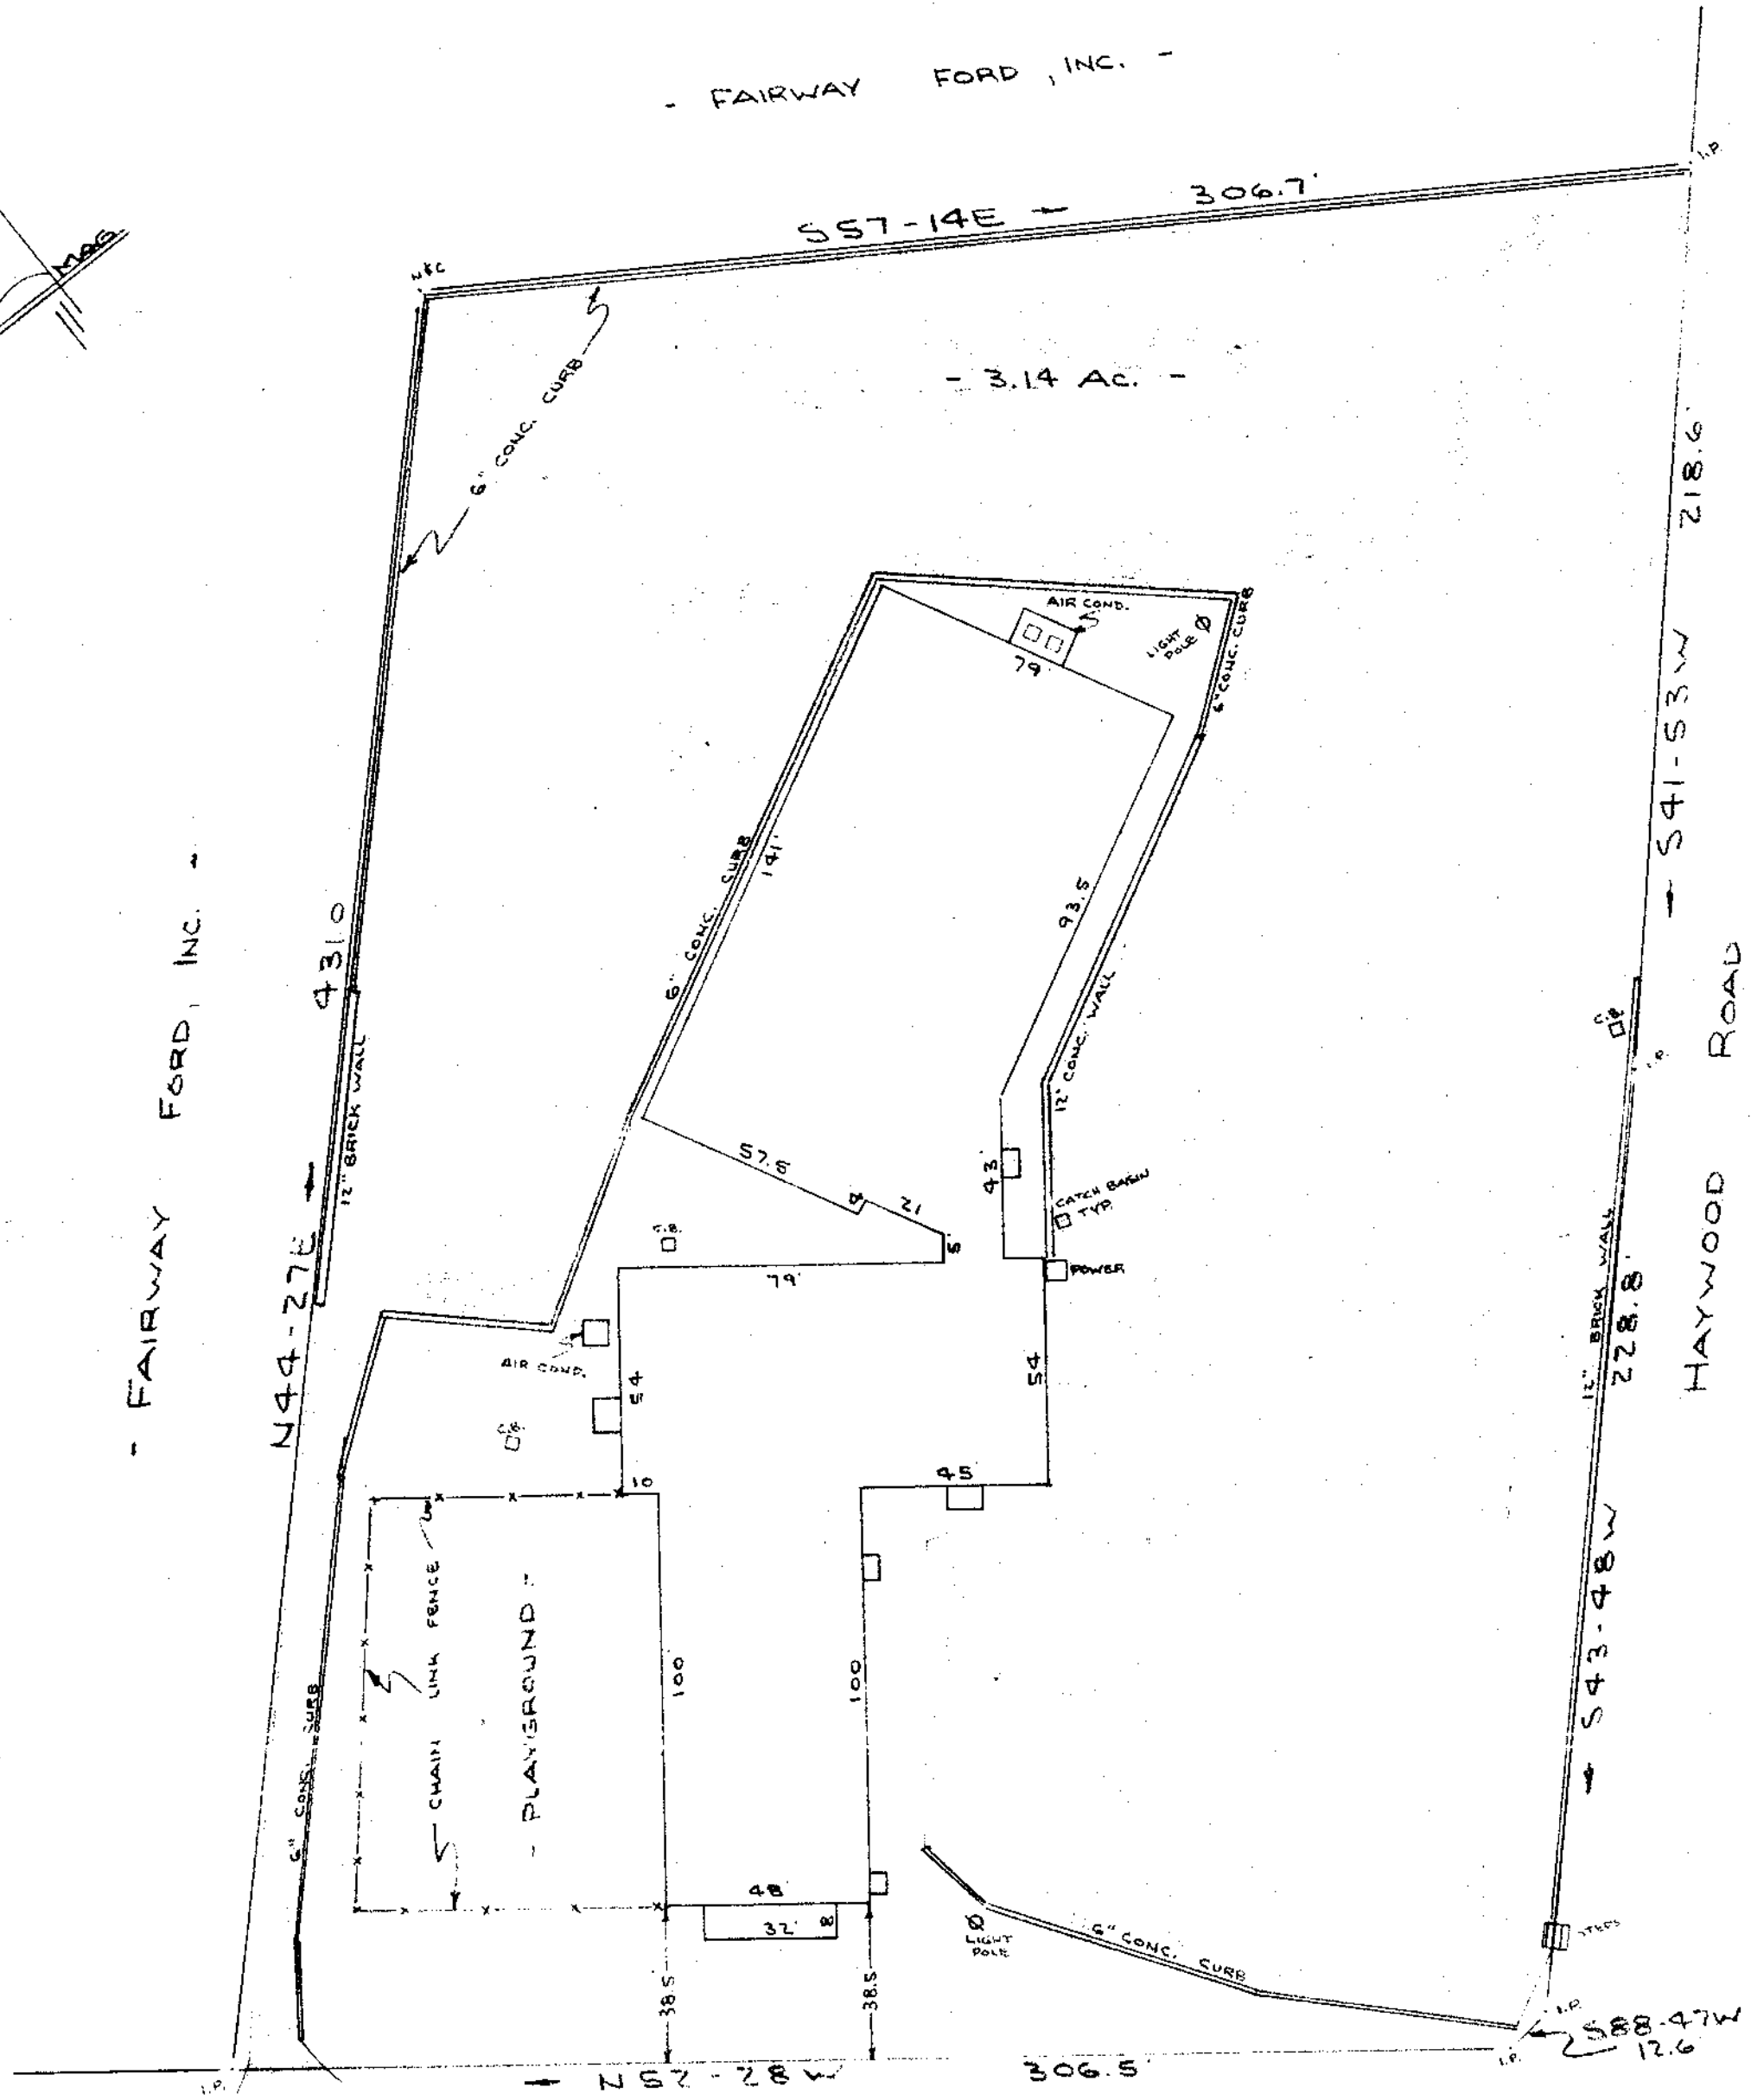 - FAIRWAY FORD, INC. -
I.P.
S57-14E 306.7'
MAG
N&C
6" CONC. CURB
- 3.14 Ac. -
218.6'
S41-53W
AIR COND.
LIGHT
POLE
79'
6" CONC. CURB
6" CONC. CURB
141'
93.5
431.0
- FAIRWAY FORD, INC. -
12" BRICK WALL
N44-27E
12" CONC. WALL
C.B.
I.P.
HAYWOOD ROAD
57.5
4
21
5'
43'
CATCH BASIN
TYP.
C.B.
79'
POWER
AIR COND.
54
54
12" BRICK WALL
228.8'
C.B.
10
45
S43-48W
CHAIN LINK FENCE
- PLAYGROUND -
100
100
6" CONC. CURB
48'
32'
8
LIGHT
POLE
6" CONC. CURB
STEPS
38.5
38.5
I.P.
S88-47W
12.6
I.P.
N52-28W 306.5'
I.P.